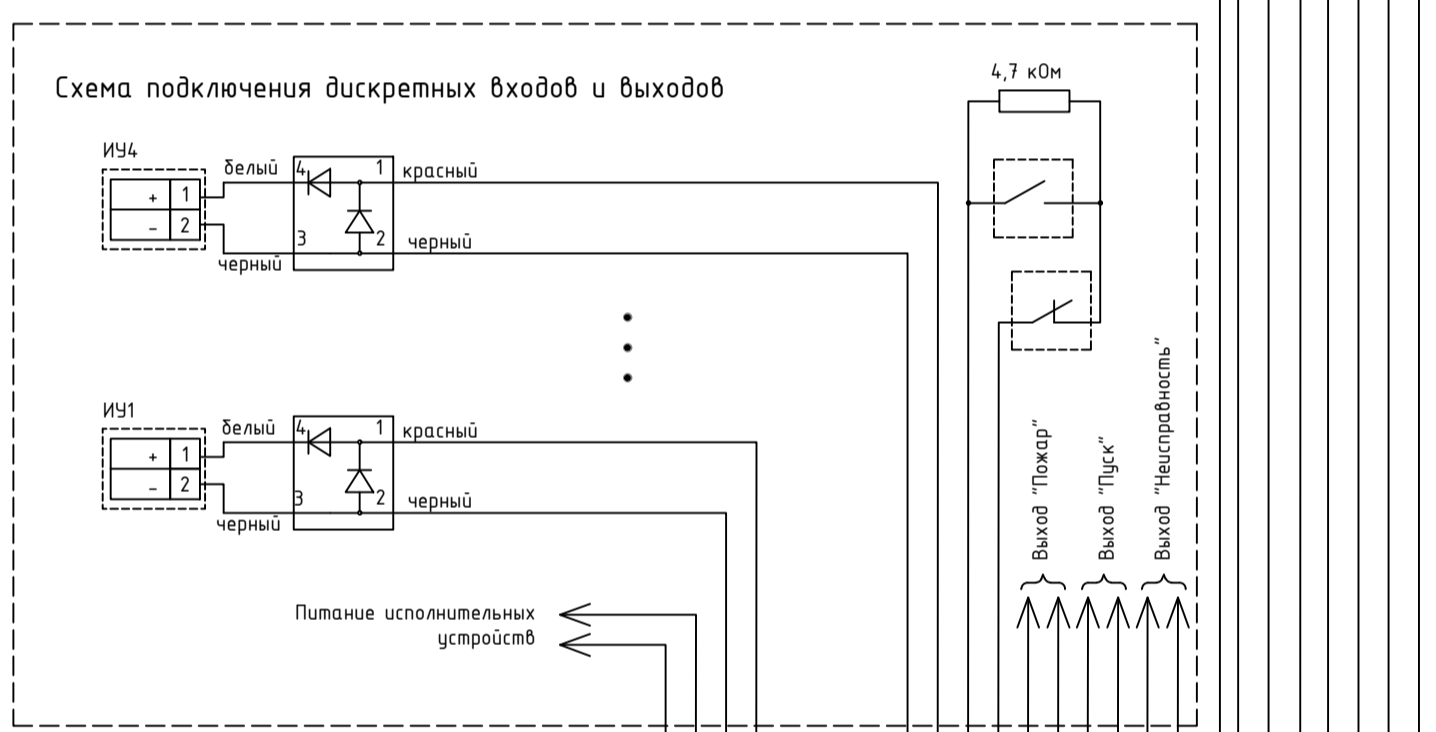 Схема подключения дискретных входов и выходов
4,7 кОм
ИУ4
белый
4
1
красный
+ 1
- 2
3
2
черный
черный
ИУ1
белый
4
1
красный
+ 1
- 2
3
2
черный
черный
Питание исполнительных
устройств
Выход "Пожар"
Выход "Пуск"
Выход "Неисправность"